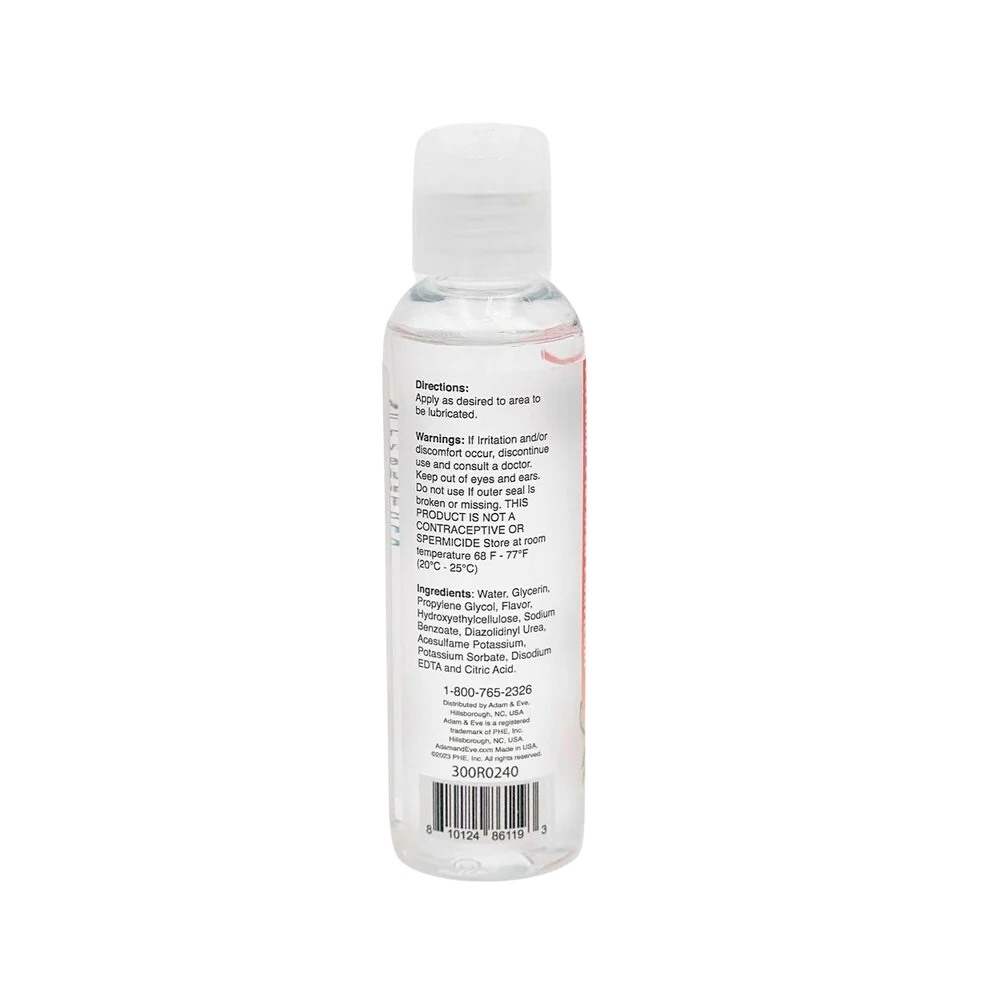 Directions:
Apply as desired to area to
be lubricated.
Warnings: If Irritation and/or
discomfort occur, discontinue
use and consult a doctor.
Keep out of eyes and ears.
Do not use If outer seal is
broken or missing. THIS
PRODUCT IS NOT A
CONTRACEPTIVE OR
SPERMICIDE Store at room
temperature 68 F - 77°F
(20°C - 25°C)
Ingredients: Water, Glycerin,
Propylene Glycol, Flavor,
Hydroxyethylcellulose, Sodium
Benzoate, Diazolidinyl Urea,
Acesulfame Potassium,
Potassium Sorbate, Disodium
EDTA and Citric Acid.
1-800-765-2326
Distributed by Adam & Eve,
Hillsborough, NC, USA
Adam & Eve is a registered
trademark of PHE, Inc.
Hillsborough, NC, USA.
AdamandEve.com Made in USA.
©2023 PHE, Inc. All rights reserved.
300R0240
8 10124 86119 3